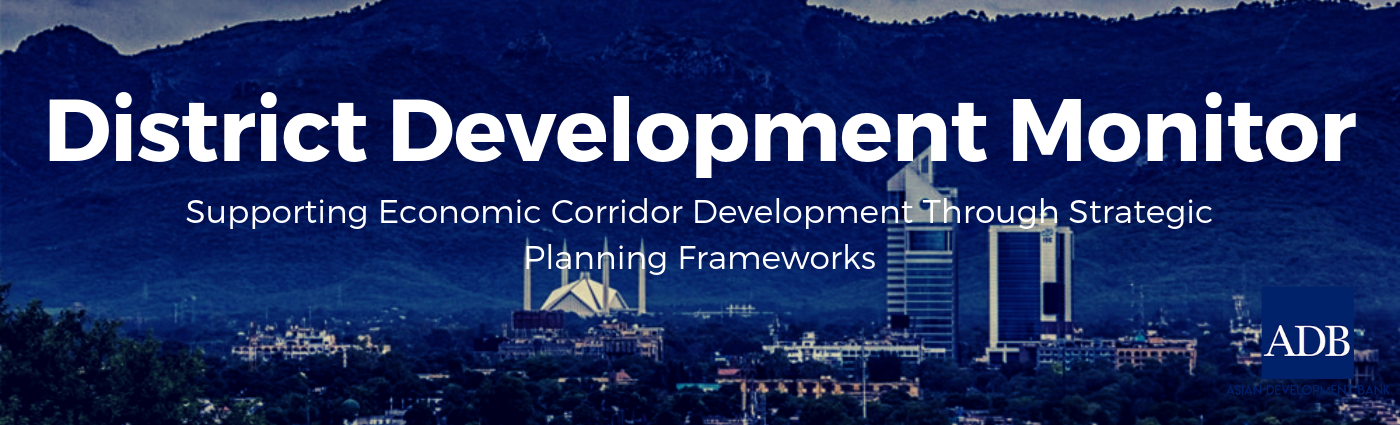 District Development Monitor
Supporting Economic Corridor Development Through Strategic
Planning Frameworks
ADB
ASIAN DEVELOPMENT BANK